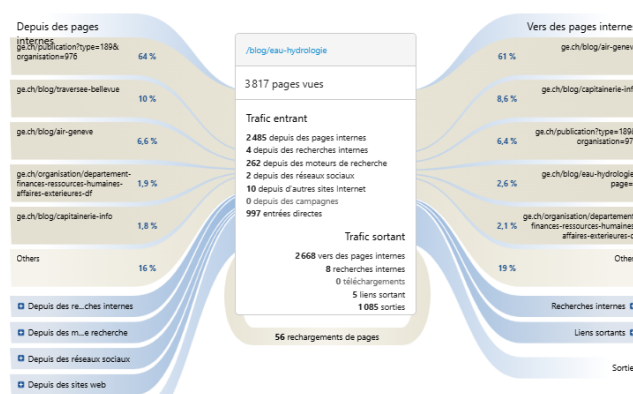 Depuis des pages
internes
ge.ch/publication?type=189&
organisation=976
64 %
ge.ch/blog/traversee-bellevue
10 %
ge.ch/blog/air-geneve
6,6 %
ge.ch/organisation/departement-
finances-ressources-humaines-
affaires-exterieures-df
1,9 %
ge.ch/blog/capitainerie-info
1,8 %
Others
16 %
Depuis de re...ches internes
Depuis des m...e recherche
Depuis des réseaux sociaux
Depuis des sites web
/blog/eau-hydrologie
3 817 pages vues
Trafic entrant
2 485 depuis des pages internes
4 depuis des recherches internes
262 depuis des moteurs de recherche
2 depuis des réseaux sociaux
10 depuis d'autres sites Internet
0 depuis des campagnes
997 entrées directes
Trafic sortant
2 668 vers des pages internes
8 recherches internes
0 téléchargements
5 liens sortant
1 085 sorties
56 rechargements de pages
Vers des pages internes
61 %
ge.ch/blog/air-genev
8,6 %
ge.ch/blog/capitainerie-inf
6,4 %
ge.ch/publication?type=189&
organisation=97
2,6 %
ge.ch/blog/eau-hydrologie
page=
2,1 %
ge.ch/organisation/departement
finances-ressources-humaines
affaires-exterieures-d
19 %
Other
Recherches internes
Liens sortants
Sortie